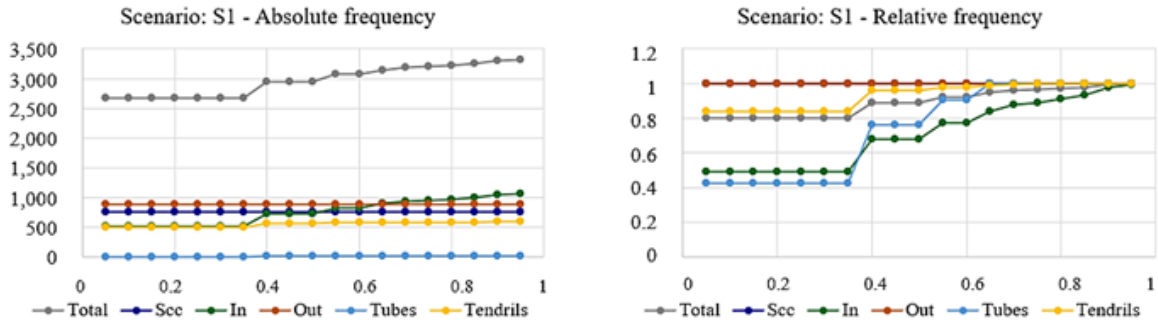 Scenario: S1 - Absolute frequency
3,500
3,000
2,500
2,000
1,500
1,000
500
0
0 0.2 0.4 0.6 0.8 1
Total Scc In Out Tubes Tendrils
Scenario: S1 - Relative frequency
1.2
1
0.8
0.6
0.4
0.2
0
0 0.2 0.4 0.6 0.8 1
Total Scc In Out Tubes Tendrils